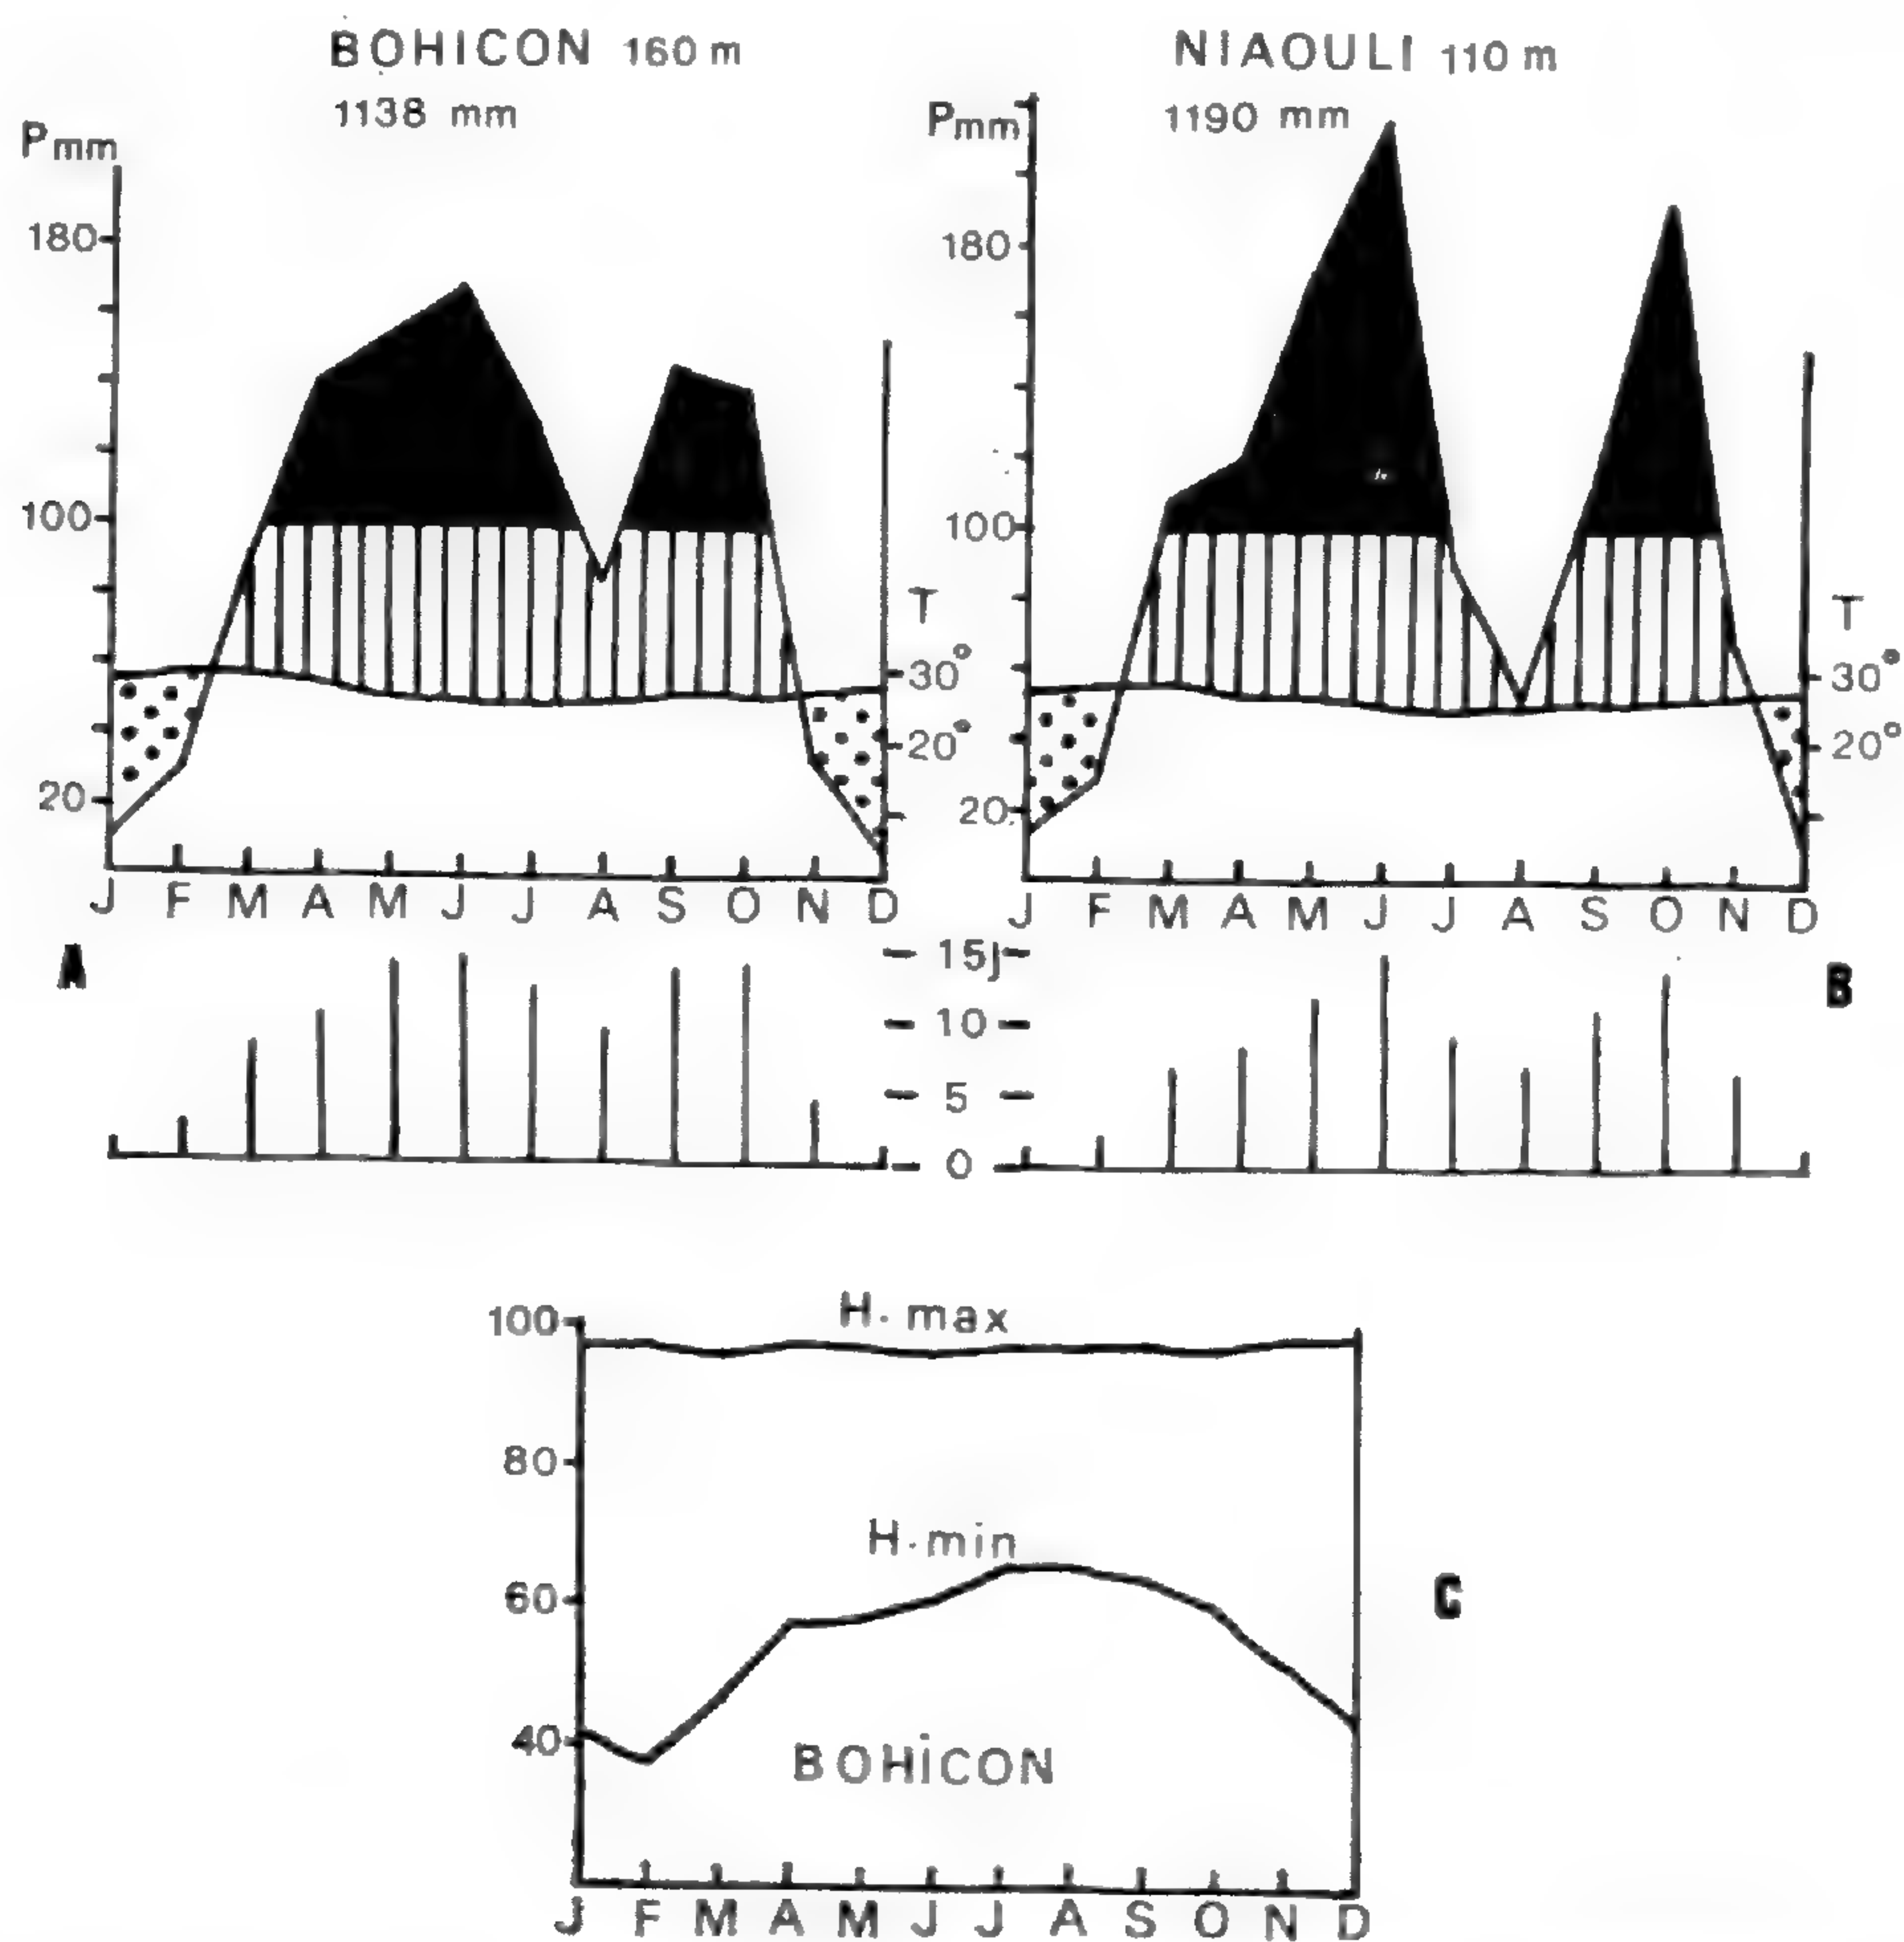 BOHICON 160 m
1138 mm
Pmm
180
100
20
T
30°
20°
J F M A M J J A S O N D
A
NIAOULI 110 m
1190 mm
Pmm
180
100
20
T
30°
20°
J F M A M J J A S O N D
B
15j
10
5
0
100
80
60
40
H. max
H. min
BOHiCON
C
J F M A M J J A S O N D